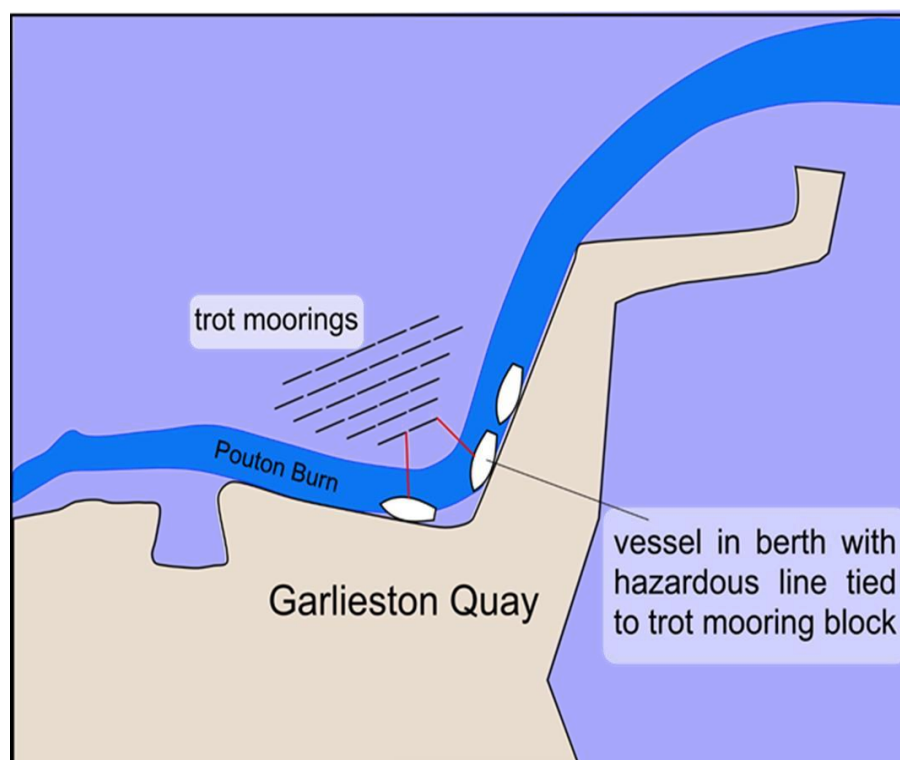 trot moorings
Pouton Burn
Garlieston Quay
vessel in berth with
hazardous line tied
to trot mooring block